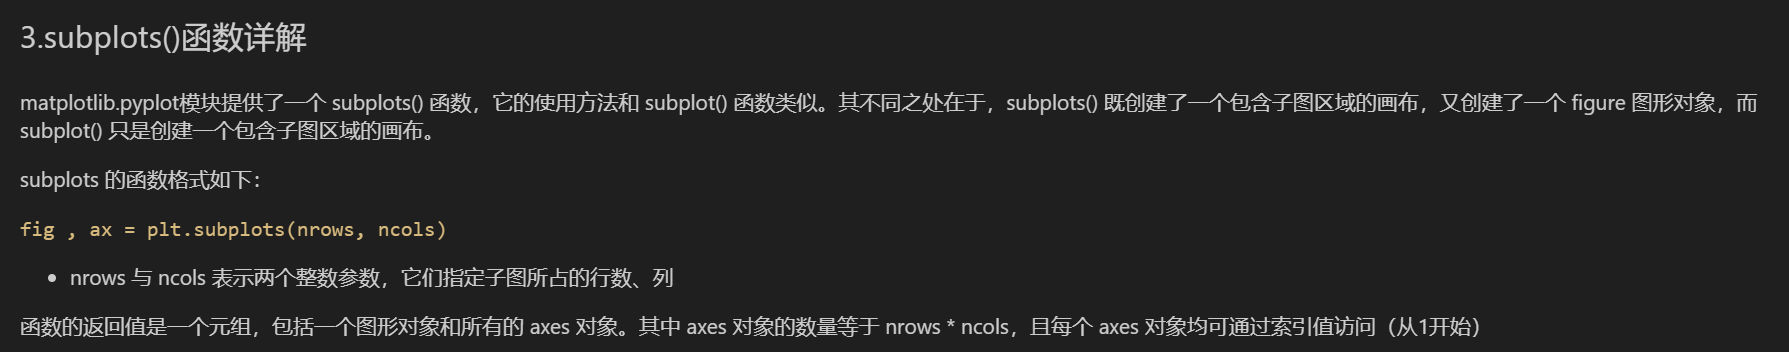 3.subplots()函数详解
matplotlib.pyplot模块提供了一个 subplots() 函数，它的使用方法和 subplot() 函数类似。其不同之处在于，subplots() 既创建了一个包含子图区域的画布，又创建了一个 figure 图形对象，而
subplot() 只是创建一个包含子图区域的画布。
subplots 的函数格式如下：
fig , ax = plt.subplots(nrows, ncols)
• nrows 与 ncols 表示两个整数参数，它们指定子图所占的行数、列
函数的返回值是一个元组，包括一个图形对象和所有的 axes 对象。其中 axes 对象的数量等于 nrows * ncols，且每个 axes 对象均可通过索引值访问（从1开始）